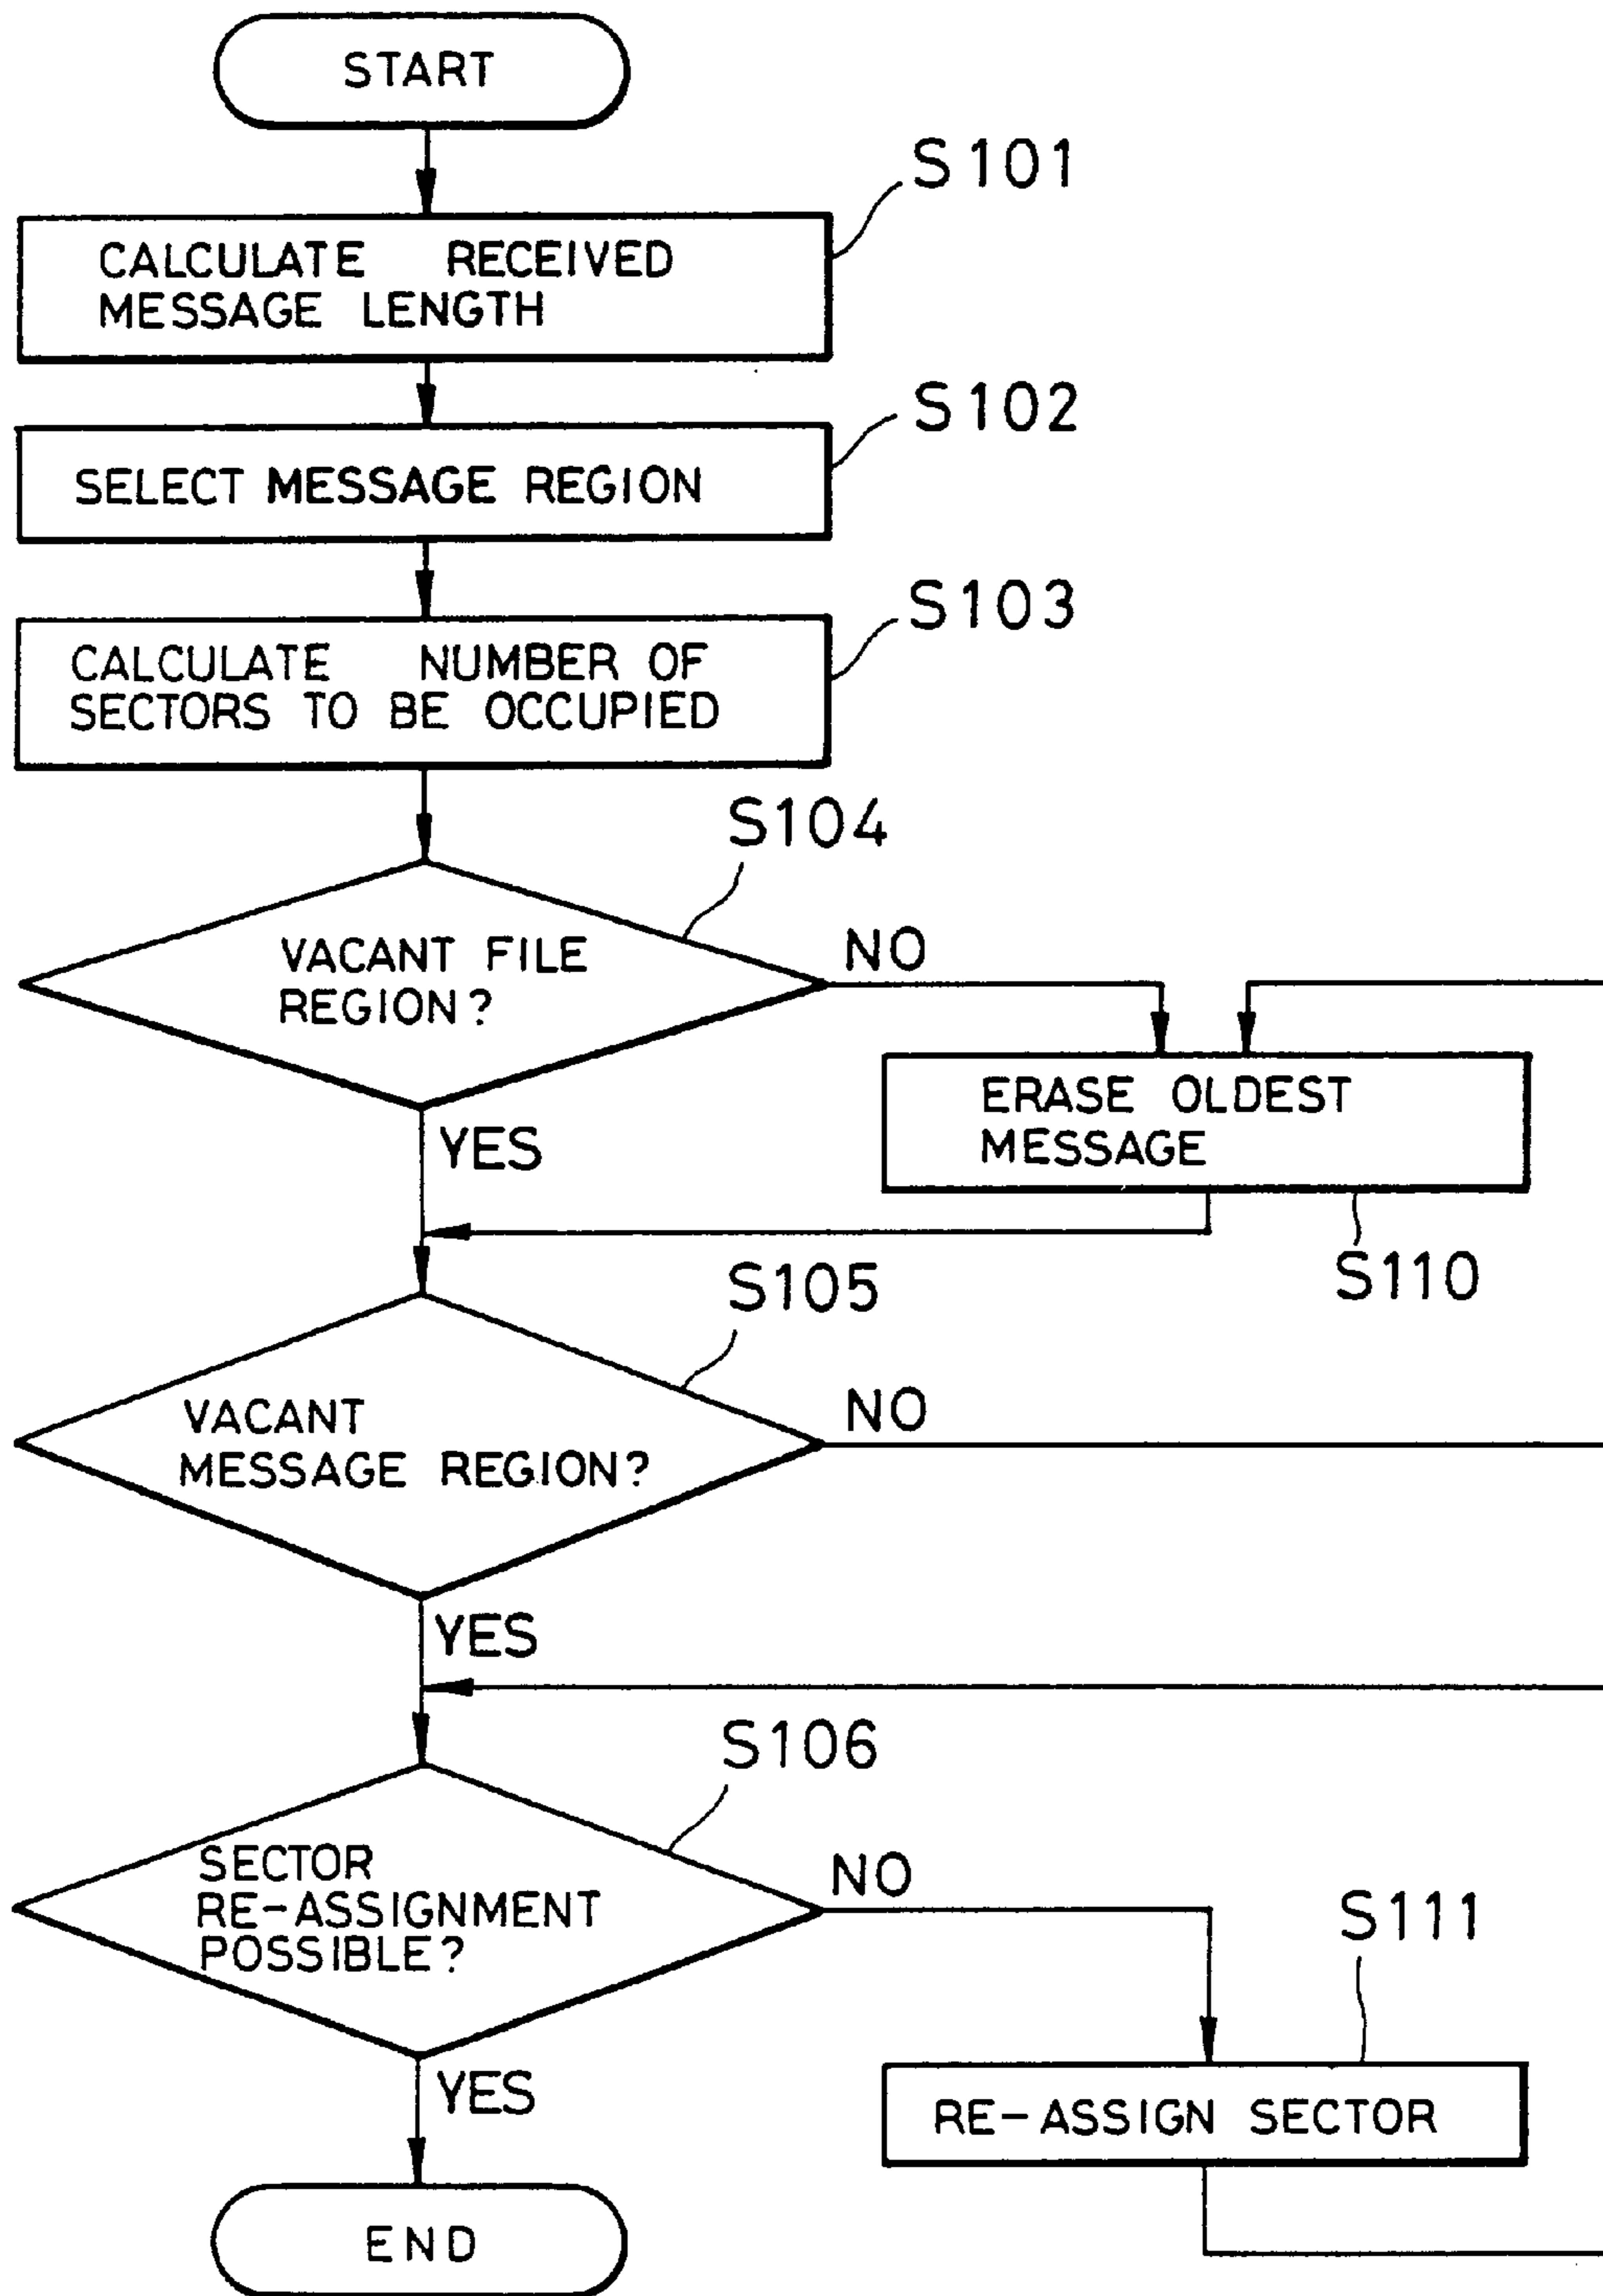 START
S101
CALCULATE RECEIVED
MESSAGE LENGTH
S102
SELECT MESSAGE REGION
S103
CALCULATE NUMBER OF
SECTORS TO BE OCCUPIED
S104
VACANT FILE
REGION?
NO
YES
ERASE OLDEST
MESSAGE
S110
S105
VACANT
MESSAGE REGION?
NO
YES
S106
SECTOR
RE-ASSIGNMENT
POSSIBLE?
NO
YES
S111
RE-ASSIGN SECTOR
END